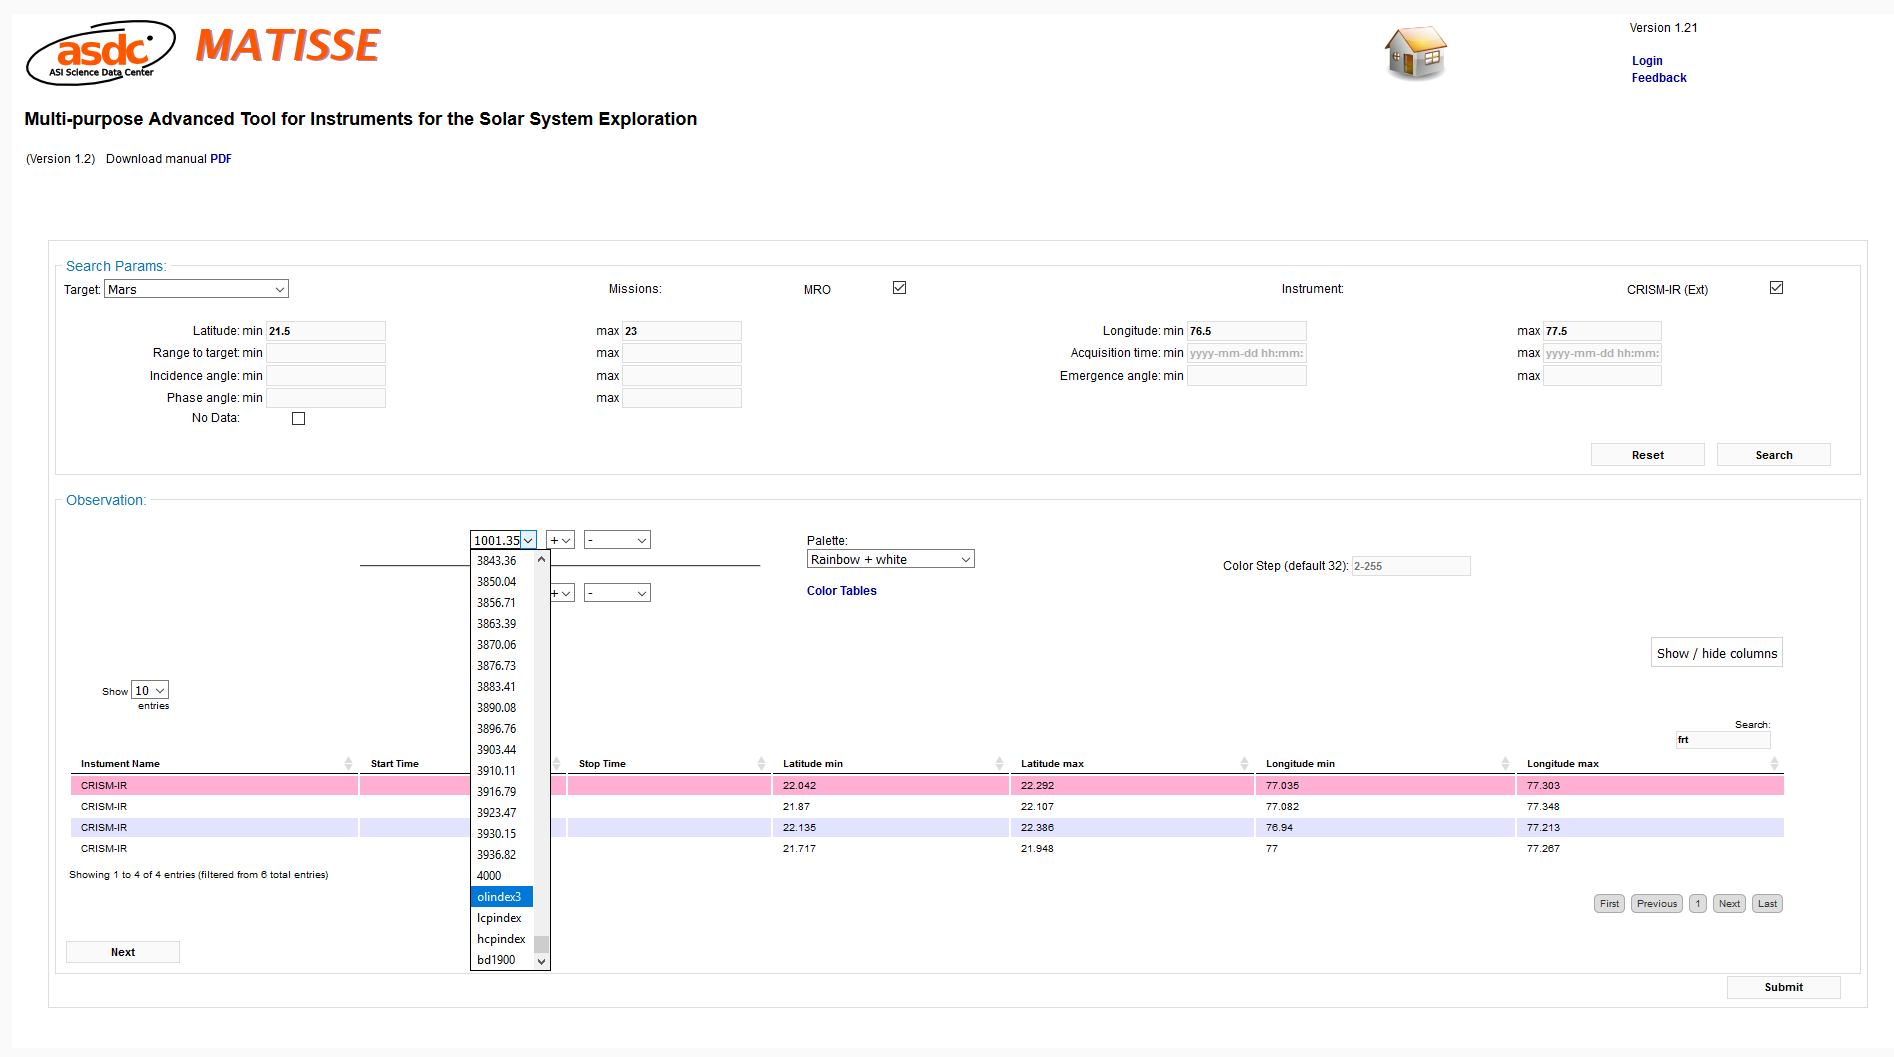 asdc
ASI Science Data Center
MATISSE
Version 1.21
Login
Feedback
Multi-purpose Advanced Tool for Instruments for the Solar System Exploration
(Version 1.2) Download manual PDF
Search Params:
Target: Mars Missions: MRO Instrument: CRISM-IR (Ext)
Latitude: min 21.5 max 23 Longitude: min 76.5 max 77.5
Range to target: min max Acquisition time: min yyyy-mm-dd hh:mm: max yyyy-mm-dd hh:mm:
Incidence angle: min max Emergence angle: min max
Phase angle: min max
No Data:
Reset Search
Observation:
1001.35 + - Palette:
Rainbow + white
Color Step (default 32): 2-255
+ - Color Tables
3843.36
3850.04
3856.71
3863.39
3870.06
3876.73
3883.41
3890.08
3896.76
3903.44
3910.11
3916.79
3923.47
3930.15
3936.82
4000
olindex3
lcpindex
hcpindex
bd1900
Show / hide columns
Show 10
entries
Search:
frt
Instument Name Start Time Stop Time Latitude min Latitude max Longitude min Longitude max
CRISM-IR 22.042 22.292 77.035 77.303
CRISM-IR 21.87 22.107 77.082 77.348
CRISM-IR 22.135 22.386 76.94 77.213
CRISM-IR 21.717 21.948 77 77.267
Showing 1 to 4 of 4 entries (filtered from 6 total entries)
First Previous 1 Next Last
Next
Submit